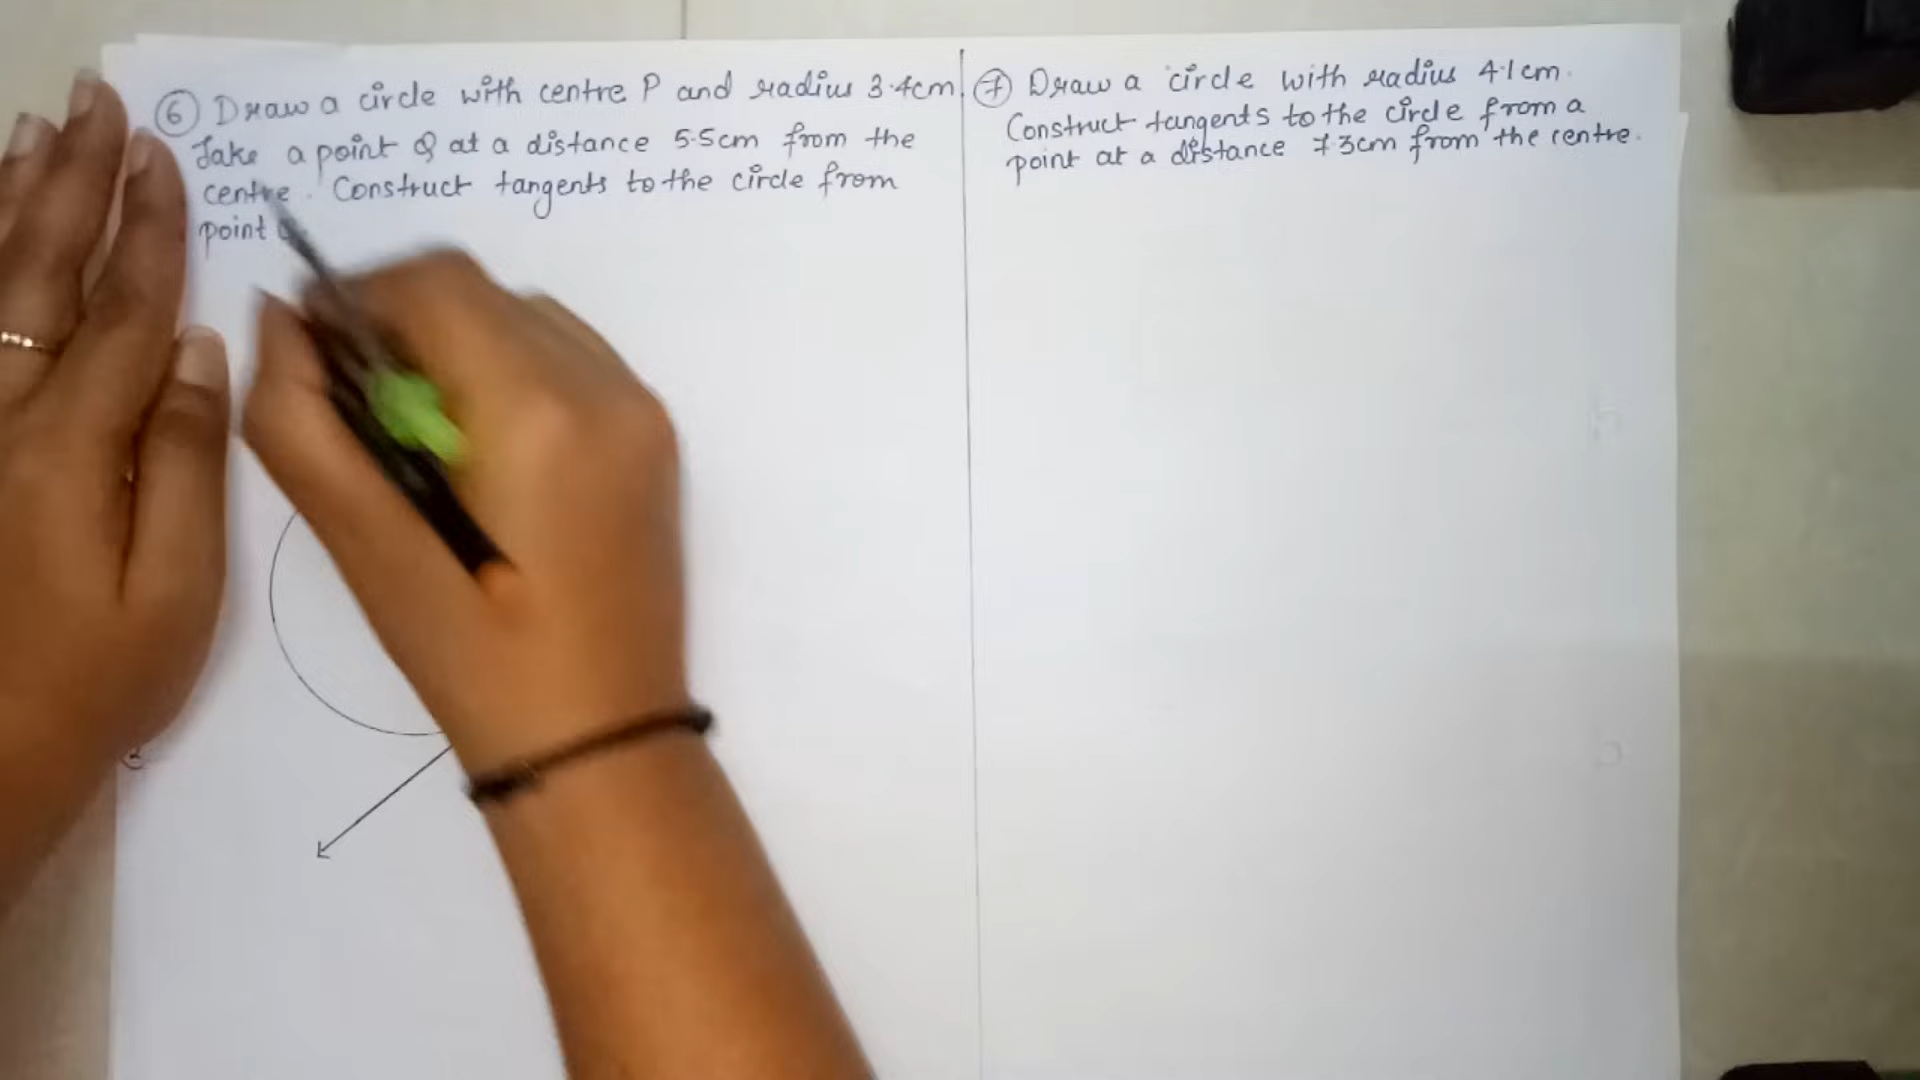 6 Draw a circle with centre P and radius 3.4cm.
Take a point Q at a distance 5.5cm from the
centre. Construct tangents to the circle from
point
7 Draw a circle with radius 4.1cm.
Construct tangents to the circle from a
point at a distance 7.3cm from the centre.